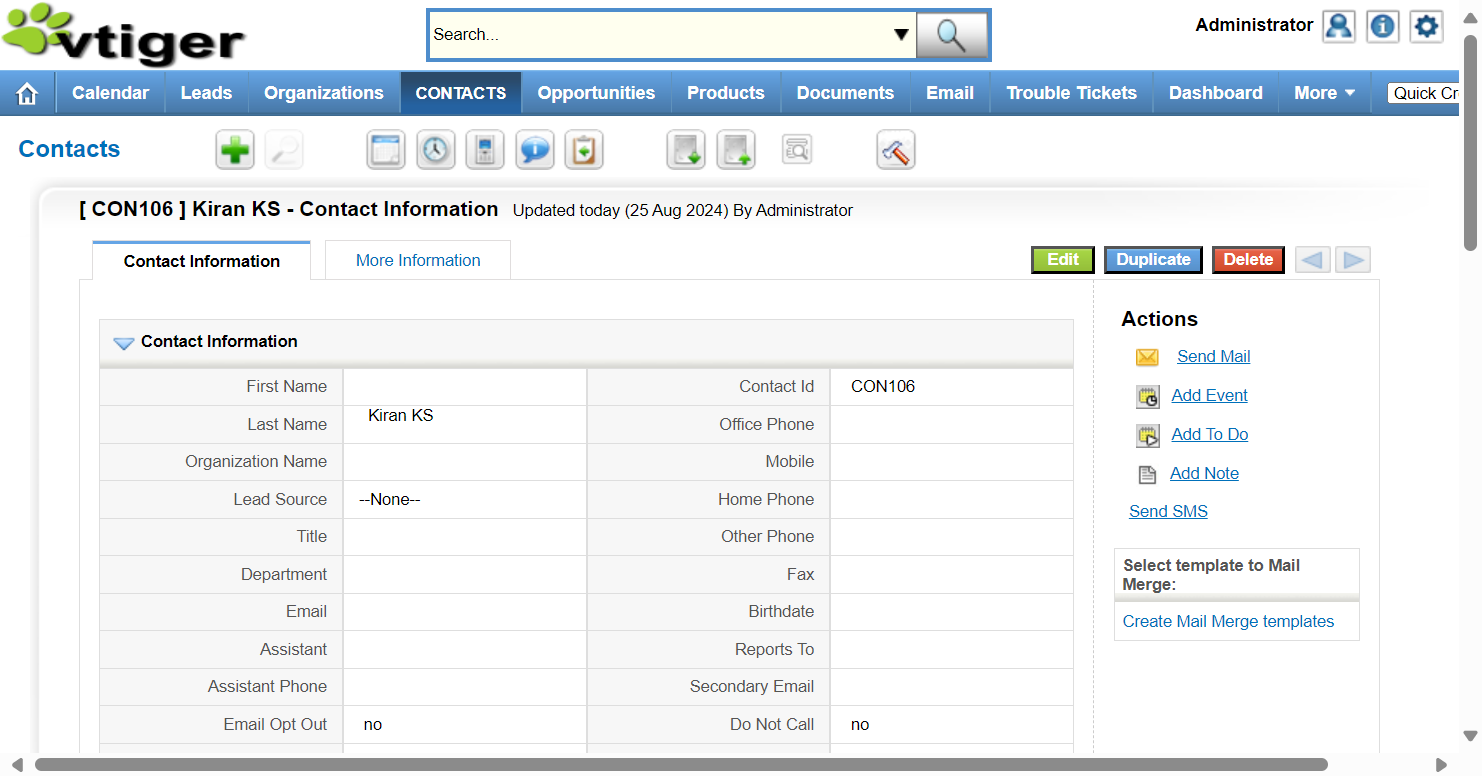 vtiger
Search...
Administrator
Calendar Leads Organizations CONTACTS Opportunities Products Documents Email Trouble Tickets Dashboard More Quick Cr
Contacts
[ CON106 ] Kiran KS - Contact Information Updated today (25 Aug 2024) By Administrator
Contact Information More Information Edit Duplicate Delete
Contact Information
First Name Contact Id CON106
Last Name Kiran KS Office Phone
Organization Name Mobile
Lead Source --None-- Home Phone
Title Other Phone
Department Fax
Email Birthdate
Assistant Reports To
Assistant Phone Secondary Email
Email Opt Out no Do Not Call no
Actions
Send Mail
Add Event
Add To Do
Add Note
Send SMS
Select template to Mail
Merge:
Create Mail Merge templates